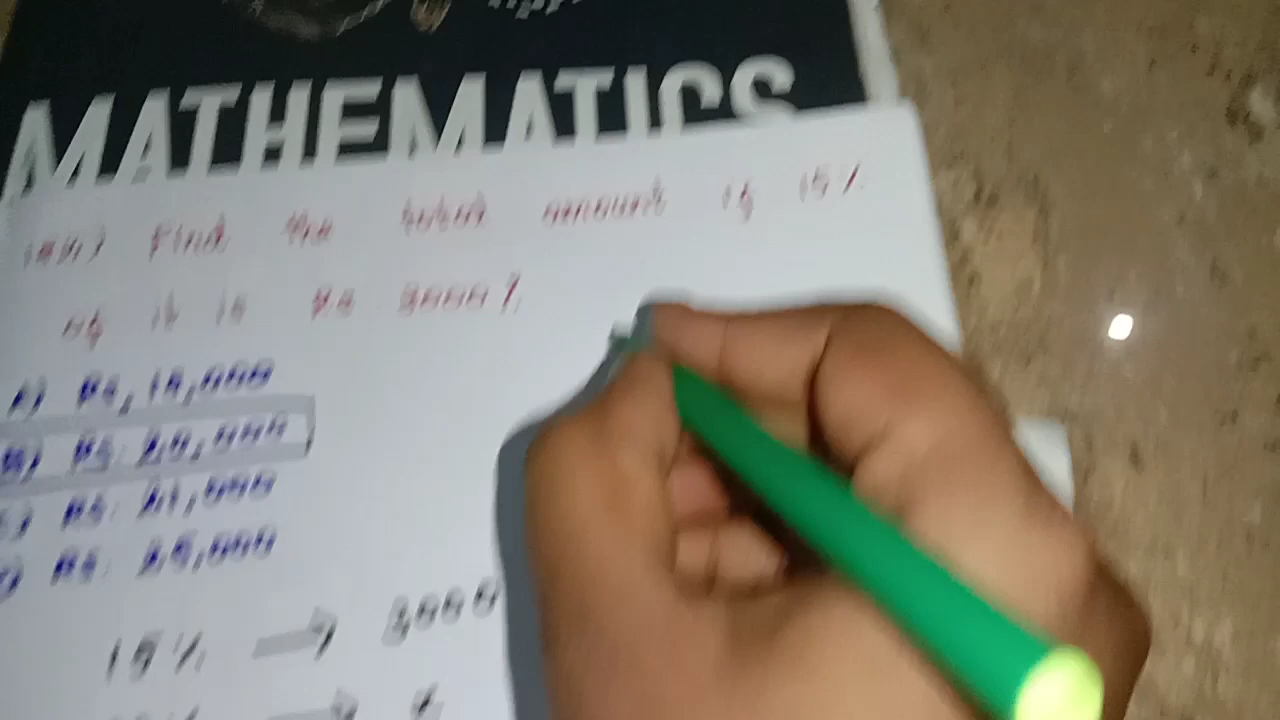 MATHEMATICS
Find the total amount if 15%
of it is Rs 3000%
A) Rs, 15,000
B) Rs. 20,000
Rs. 21,000
Rs. 25,000
15% → 3000